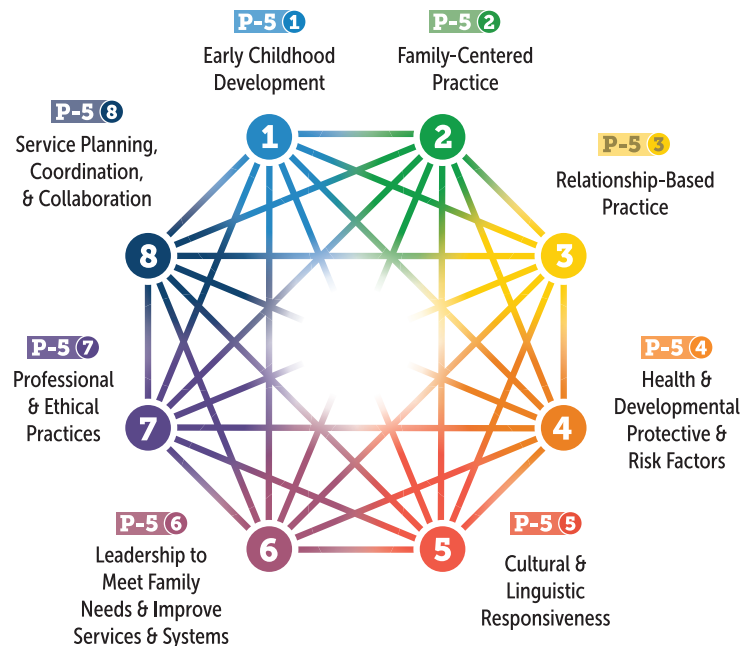 P-5 1
Early Childhood
Development
P-5 2
Family-Centered
Practice
P-5 3
Relationship-Based
Practice
P-5 4
Health &
Developmental
Protective &
Risk Factors
P-5 5
Cultural &
Linguistic
Responsiveness
P-5 6
Leadership to
Meet Family
Needs & Improve
Services & Systems
P-5 7
Professional
& Ethical
Practices
P-5 8
Service Planning,
Coordination,
& Collaboration
1
2
3
4
5
6
7
8